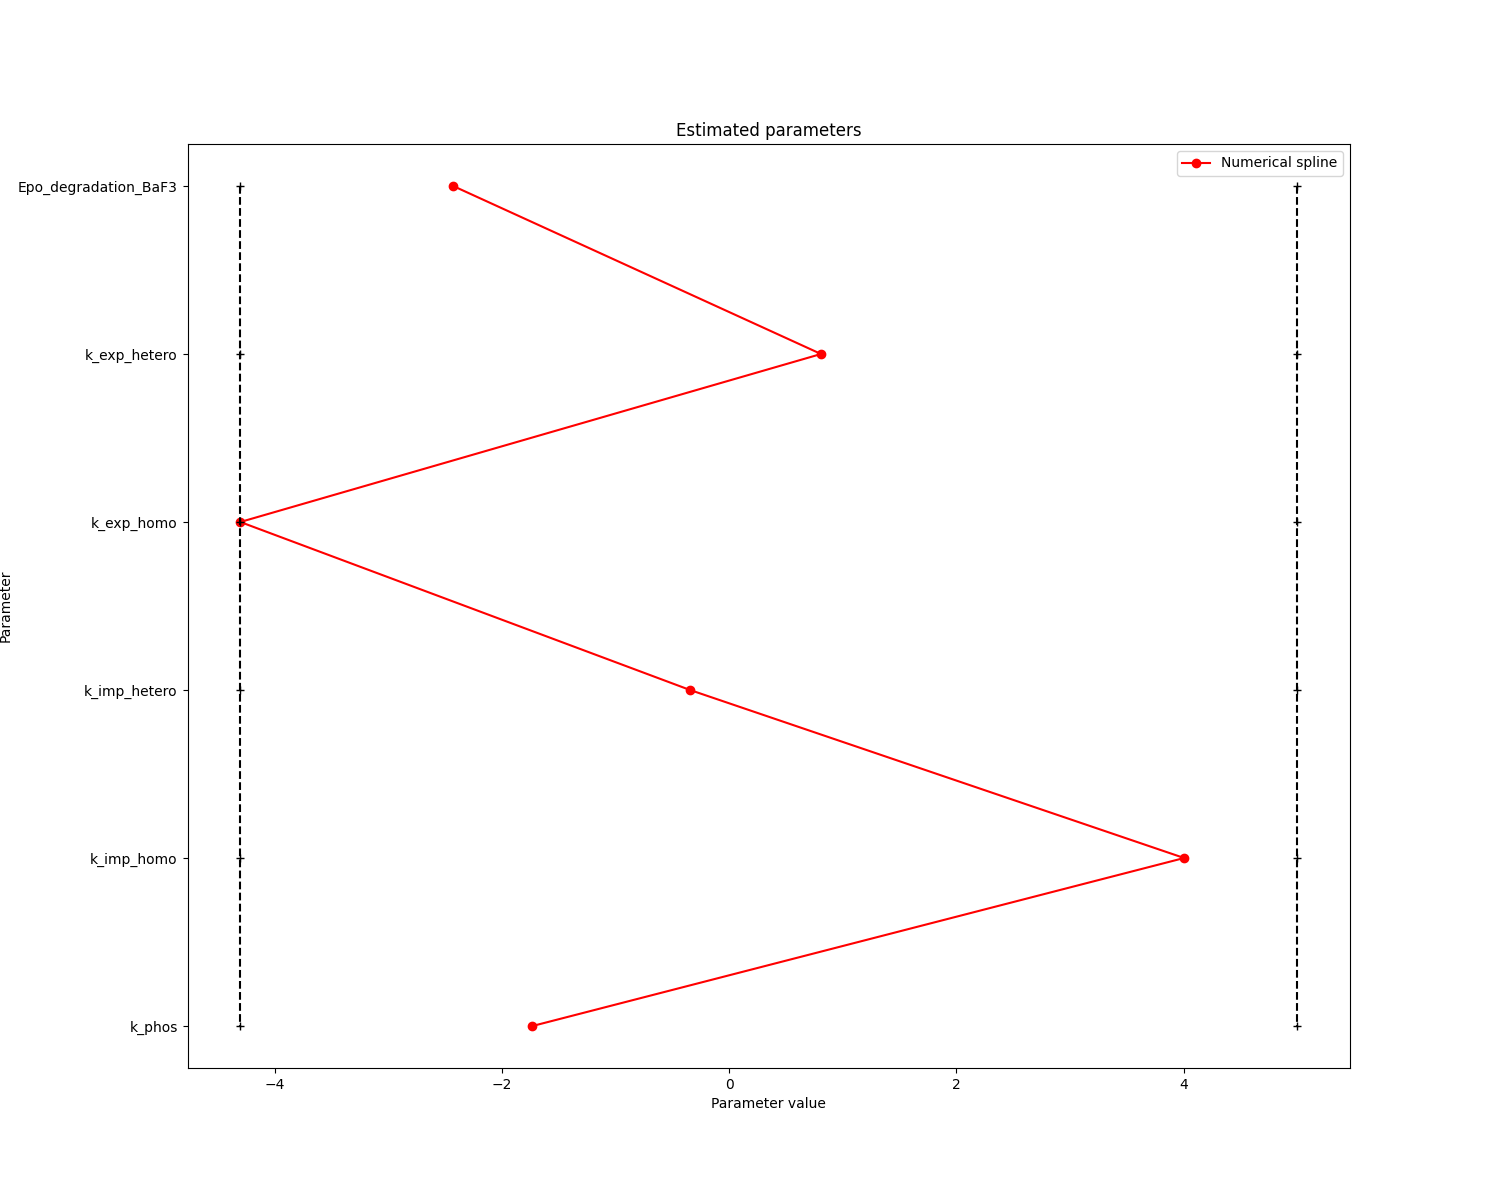 Estimated parameters
Numerical spline
Epo_degradation_BaF3
k_exp_hetero
k_exp_homo
k_imp_hetero
k_imp_homo
k_phos
Parameter
−4 −2 0 2 4
Parameter value